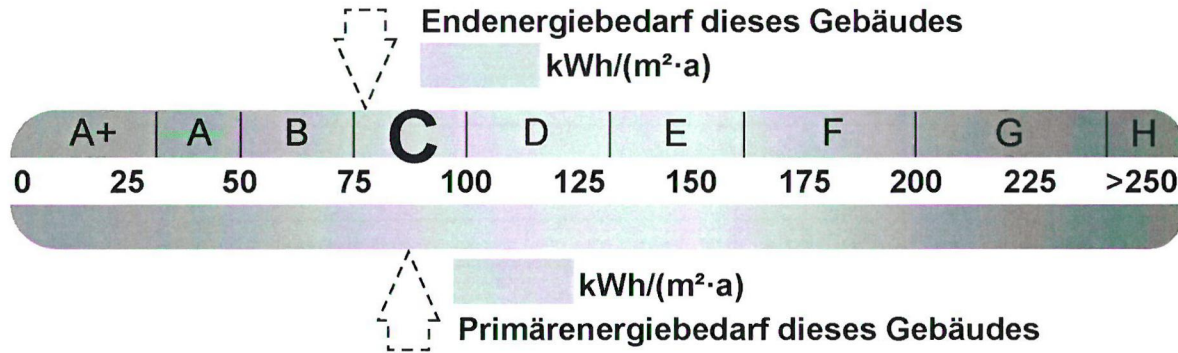 Endenergiebedarf dieses Gebäudes
kWh/(m²·a)
A+ A B C D E F G H
0 25 50 75 100 125 150 175 200 225 >250
kWh/(m²·a)
Primärenergiebedarf dieses Gebäudes